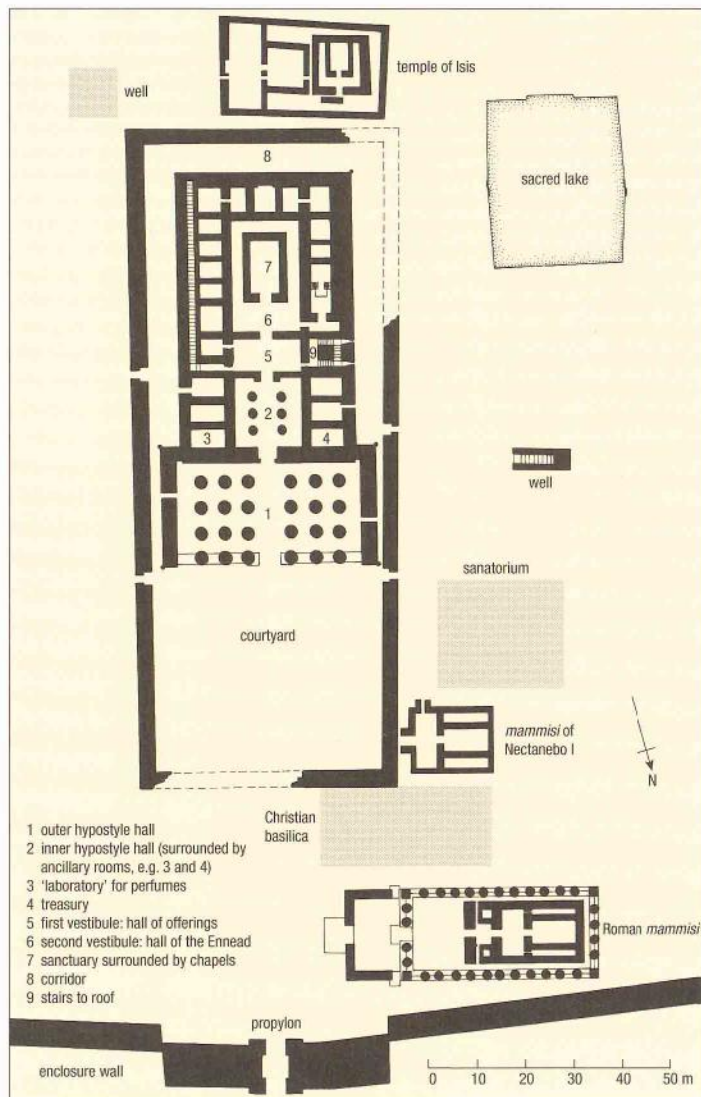 temple of Isis
well
8
sacred lake
7
6
5
9
2
3
4
well
1
sanatorium
courtyard
mammisi of
Nectanebo I
N
Christian
basilica
1 outer hypostyle hall
2 inner hypostyle hall (surrounded by
ancillary rooms, e.g. 3 and 4)
3 'laboratory' for perfumes
4 treasury
5 first vestibule: hall of offerings
6 second vestibule: hall of the Ennead
7 sanctuary surrounded by chapels
8 corridor
9 stairs to roof
Roman mammisi
propylon
enclosure wall
0 10 20 30 40 50 m